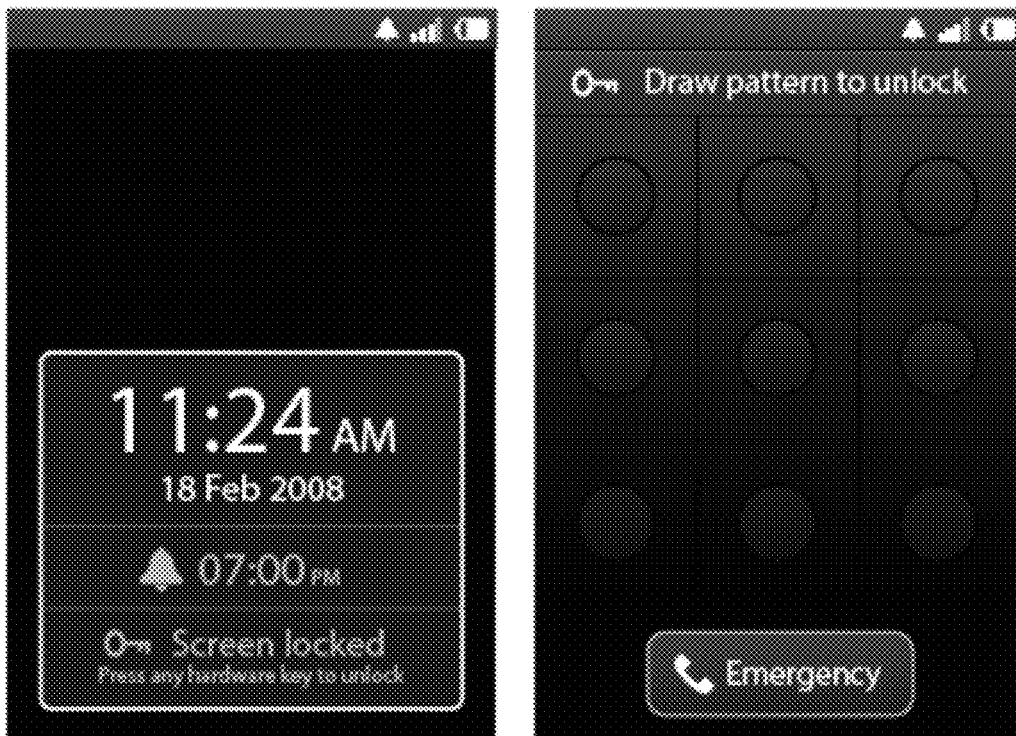 11:24 AM
18 Feb 2008
07:00 PM
Screen locked
Press any hardware key to unlock
Draw pattern to unlock
Emergency